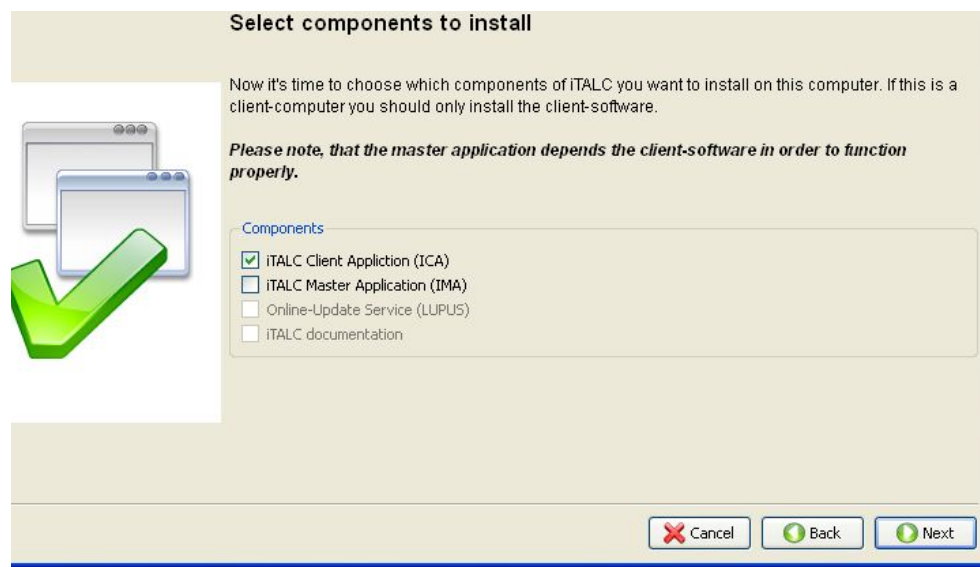 Select components to install
Now it's time to choose which components of iTALC you want to install on this computer. If this is a
client-computer you should only install the client-software.
Please note, that the master application depends the client-software in order to function
properly.
Components
iTALC Client Appliction (ICA)
iTALC Master Application (IMA)
Online-Update Service (LUPUS)
iTALC documentation
Cancel
Back
Next